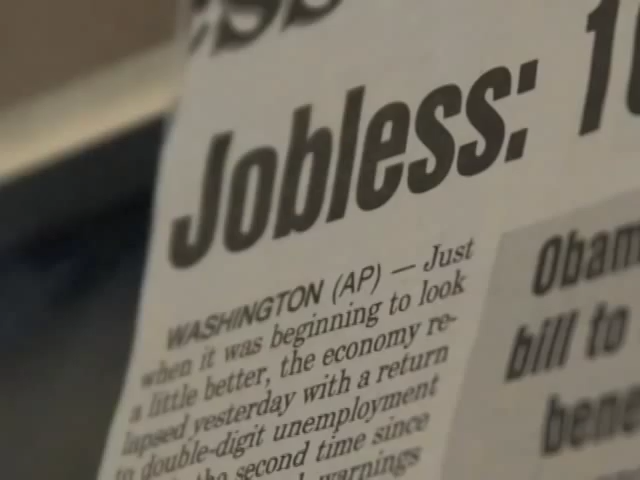 Jobless:
WASHINGTON (AP) — Just
when it was beginning to look
a little better, the economy re-
lapsed yesterday with a return
to double-digit unemployment
the second time since
warnings
Obam
bill to
bene